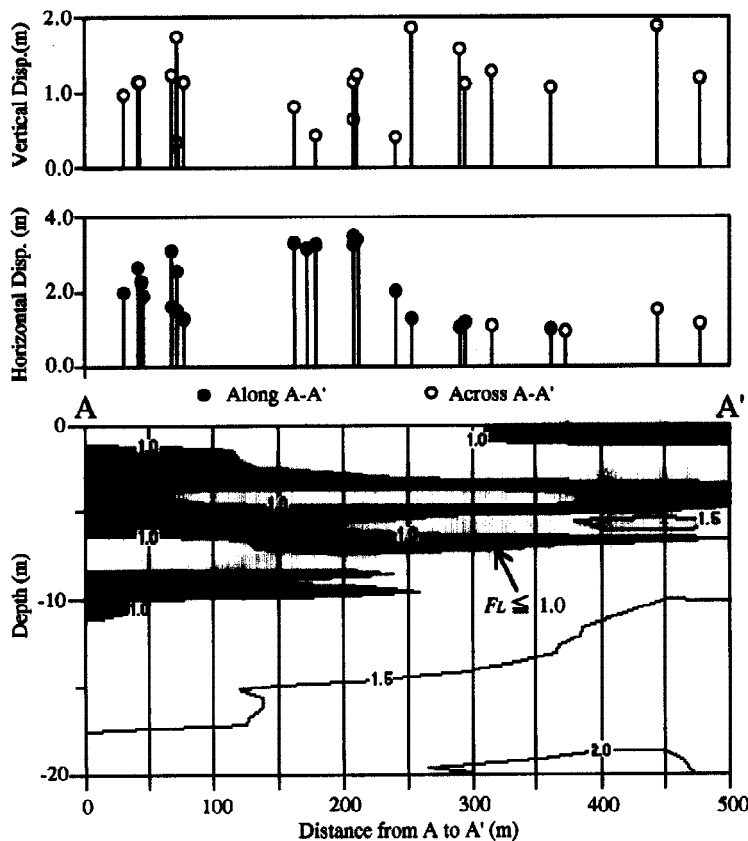 2.0
1.0
0.0
Vertical Disp.(m)
4.0
2.0
0.0
Horizontal Disp. (m)
Along A-A'
Across A-A'
A
A'
0
-10
-20
Depth (m)
1.0
1.0
1.0
1.0
1.0
1.0
1.5
FL ≦ 1.0
1.5
2.0
0
100
200
300
400
500
Distance from A to A' (m)